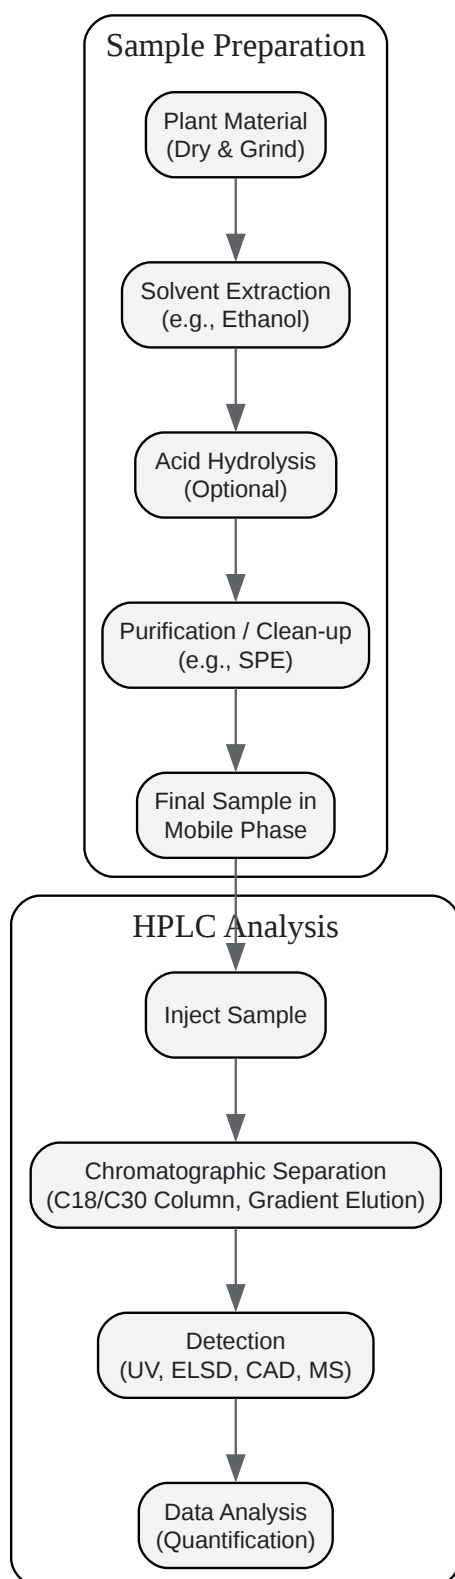 Sample Preparation
Plant Material
(Dry & Grind)
Solvent Extraction
(e.g., Ethanol)
Acid Hydrolysis
(Optional)
Purification / Clean-up
(e.g., SPE)
Final Sample in
Mobile Phase
HPLC Analysis
Inject Sample
Chromatographic Separation
(C18/C30 Column, Gradient Elution)
Detection
(UV, ELSD, CAD, MS)
Data Analysis
(Quantification)